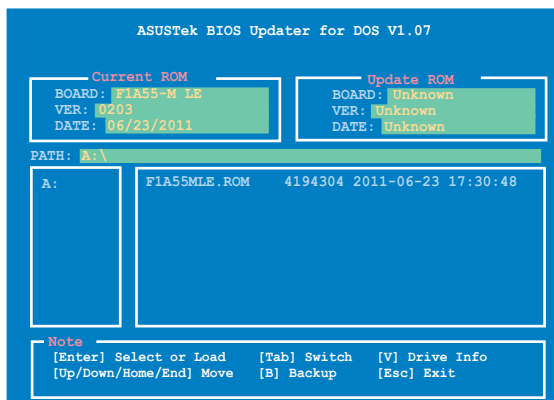 ASUSTek BIOS Updater for DOS V1.07
Current ROM
BOARD: F1A55-M LE
VER: 0203
DATE: 06/23/2011
Update ROM
BOARD: Unknown
VER: Unknown
DATE: Unknown
PATH: A:\
A:
F1A55MLE.ROM 4194304 2011-06-23 17:30:48
Note
[Enter] Select or Load [Tab] Switch [V] Drive Info
[Up/Down/Home/End] Move [B] Backup [Esc] Exit